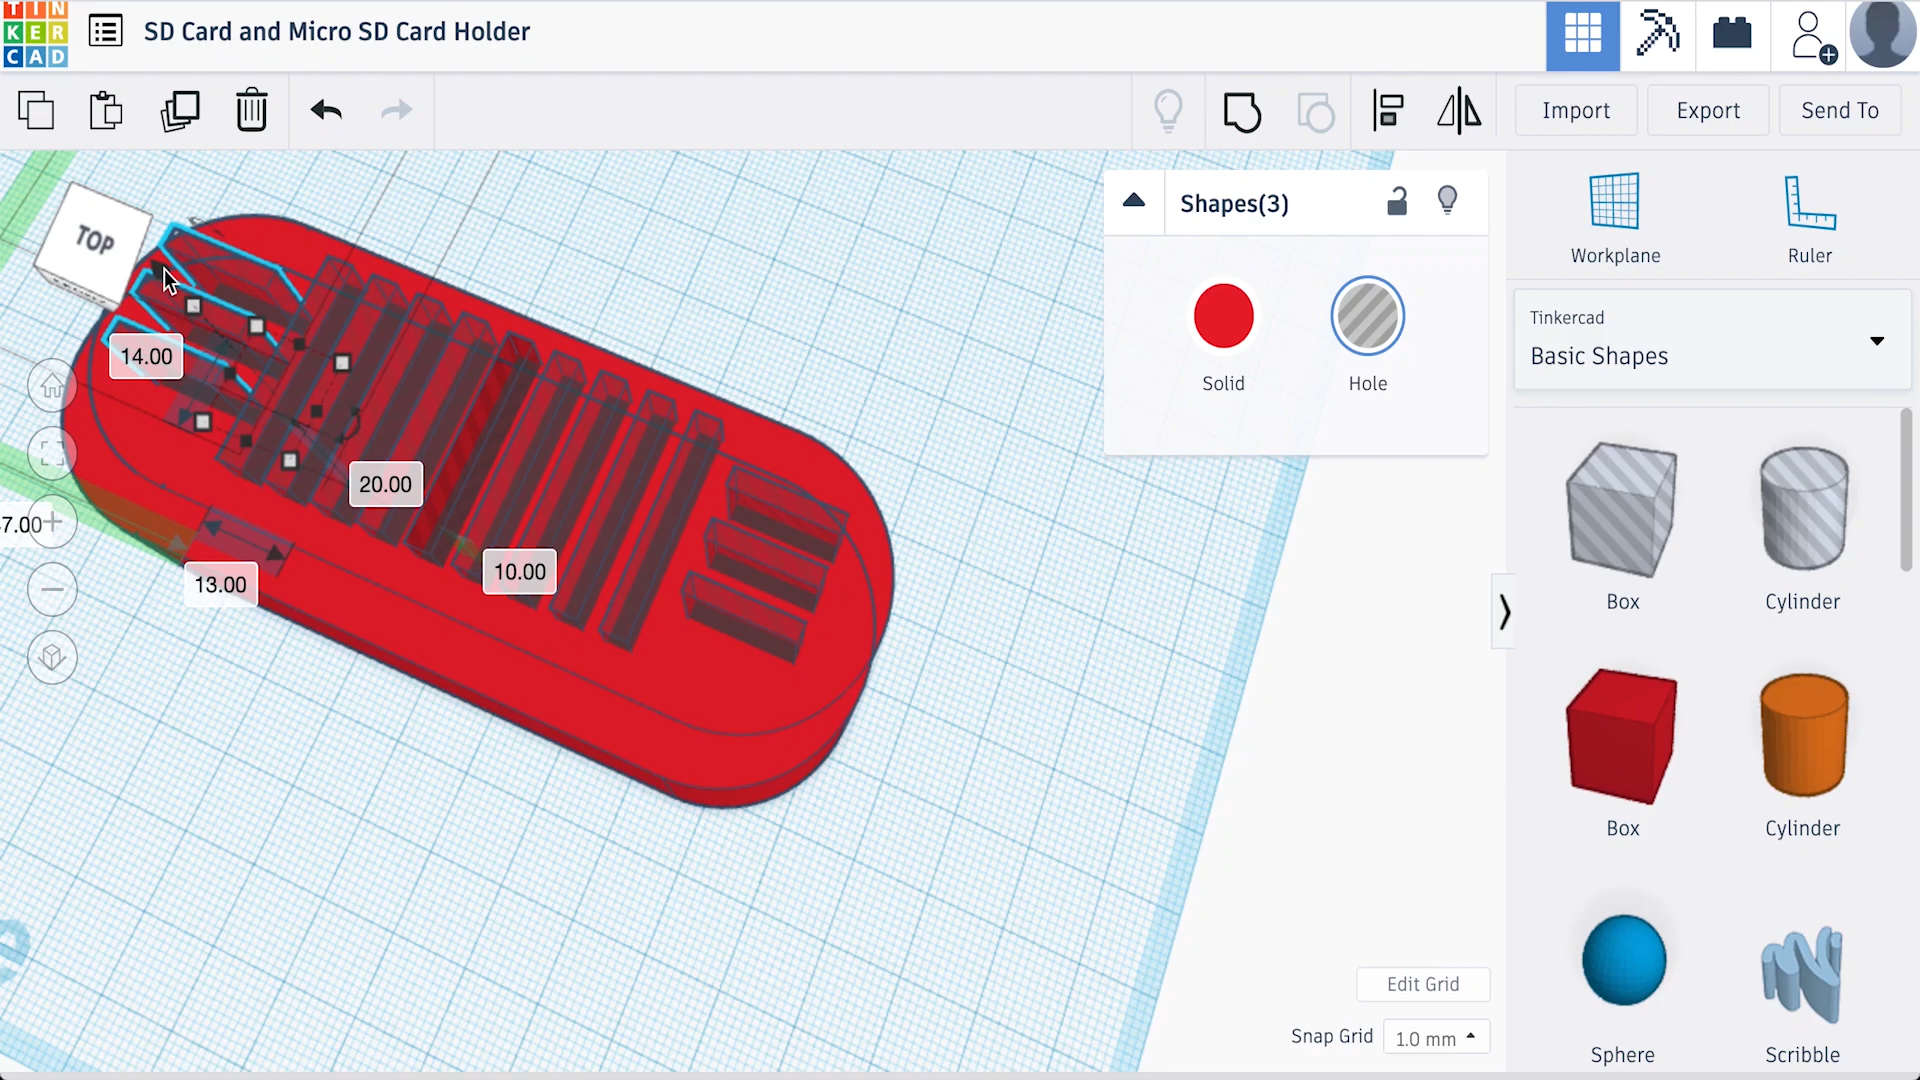 TIN
KER
CAD
SD Card and Micro SD Card Holder
Import
Export
Send To
TOP
Shapes(3)
Solid
Hole
Workplane
Ruler
Tinkercad
Basic Shapes
14.00
20.00
7.00
10.00
13.00
Box
Cylinder
Box
Cylinder
Edit Grid
Snap Grid
1.0 mm
Sphere
Scribble